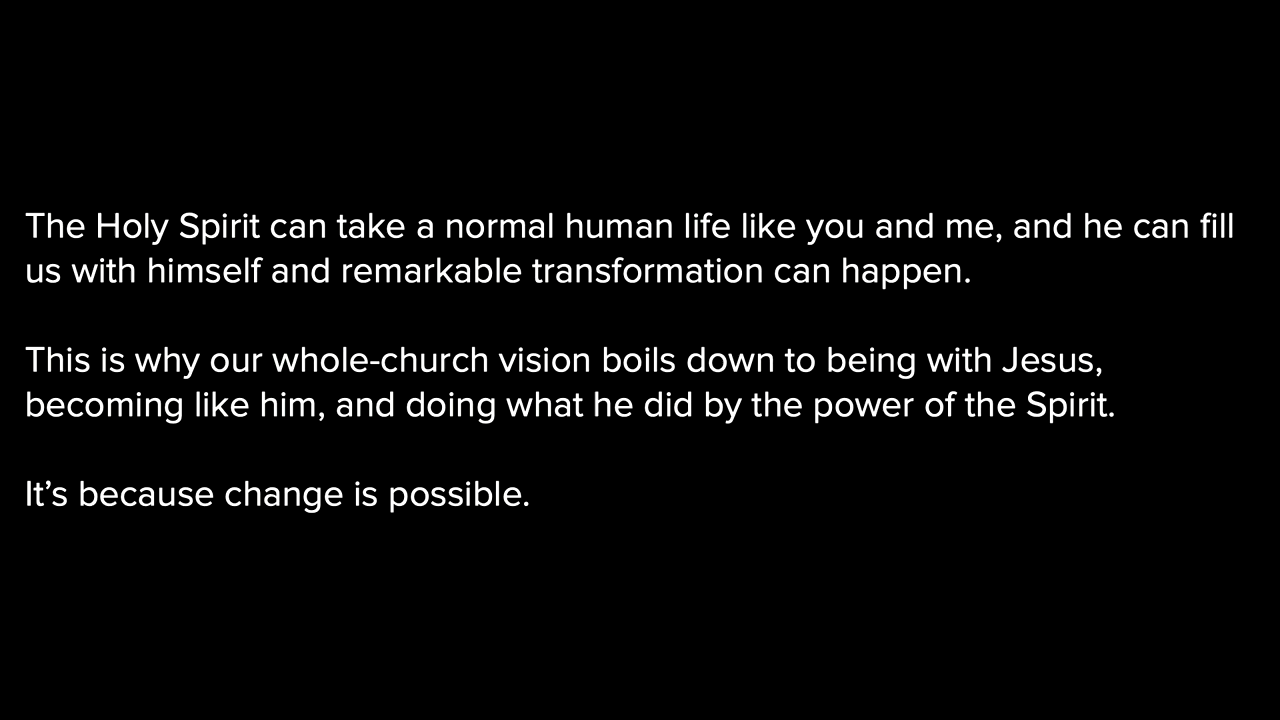 The Holy Spirit can take a normal human life like you and me, and he can fill
us with himself and remarkable transformation can happen.
This is why our whole-church vision boils down to being with Jesus,
becoming like him, and doing what he did by the power of the Spirit.
It’s because change is possible.